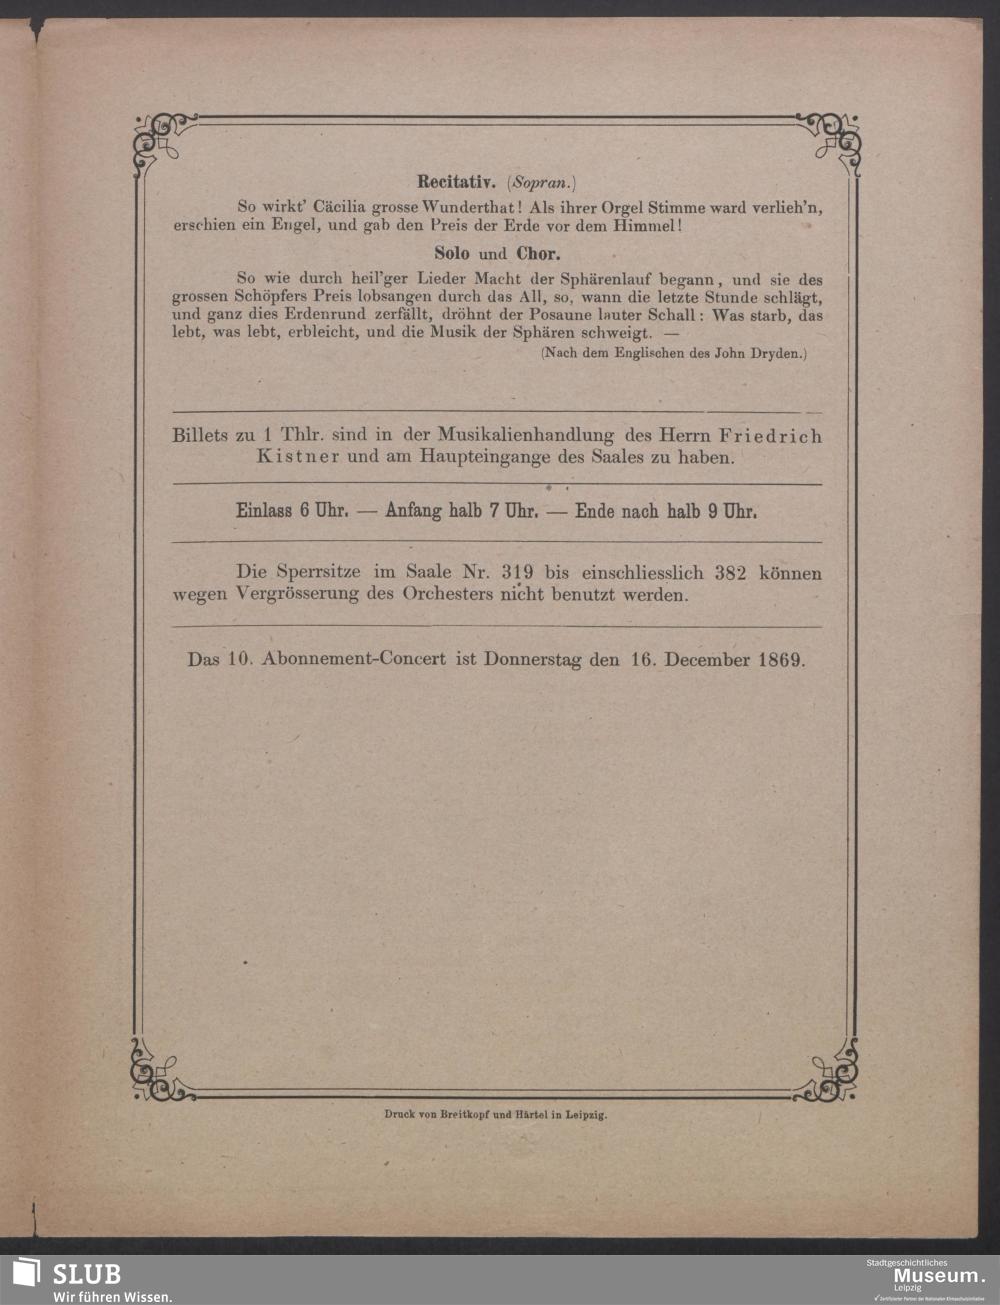 Recitativ. (Sopran.)
So wirkt' Cäcilia grosse Wunderthat! Als ihrer Orgel Stimme ward verlieh'n,
erschien ein Engel, und gab den Preis der Erde vor dem Himmel!
Solo und Chor.
So wie durch heil'ger Lieder Macht der Sphärenlauf begann, und sie des
grossen Schöpfers Preis lobsangen durch das All, so, wann die letzte Stunde schlägt,
und ganz dies Erdenrund zerfällt, dröhnt der Posaune lauter Schall: Was starb, das
lebt, was lebt, erbleicht, und die Musik der Sphären schweigt. —
(Nach dem Englischen des John Dryden.)
Billets zu 1 Thlr. sind in der Musikalienhandlung des Herrn Friedrich
Kistner und am Haupteingange des Saales zu haben.
Einlass 6 Uhr. — Anfang halb 7 Uhr. — Ende nach halb 9 Uhr.
Die Sperrsitze im Saale Nr. 319 bis einschliesslich 382 können
wegen Vergrösserung des Orchesters nicht benutzt werden.
Das 10. Abonnement-Concert ist Donnerstag den 16. December 1869.
Druck von Breitkopf und Härtel in Leipzig.
SLUB
Wir führen Wissen.
Stadtgeschichtliches
Museum.
Leipzig
Zertifizierter Partner der Nationalen Klimaschutzinitiative